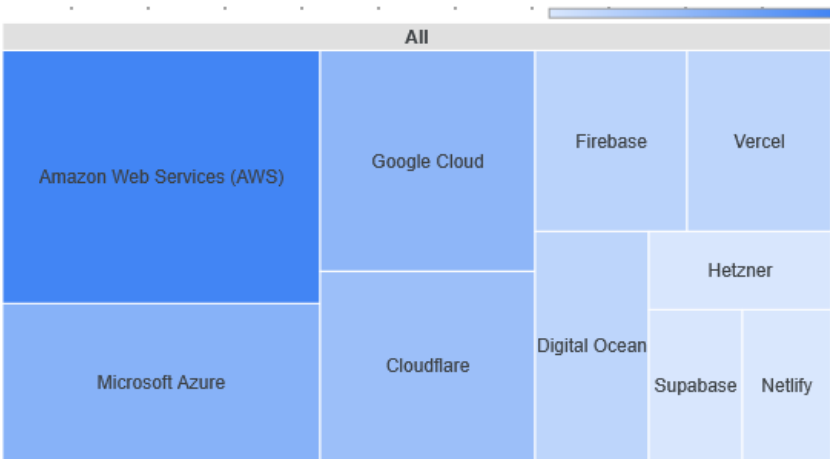 All
Amazon Web Services (AWS)
Google Cloud
Firebase
Vercel
Hetzner
Digital Ocean
Microsoft Azure
Cloudflare
Supabase
Netlify